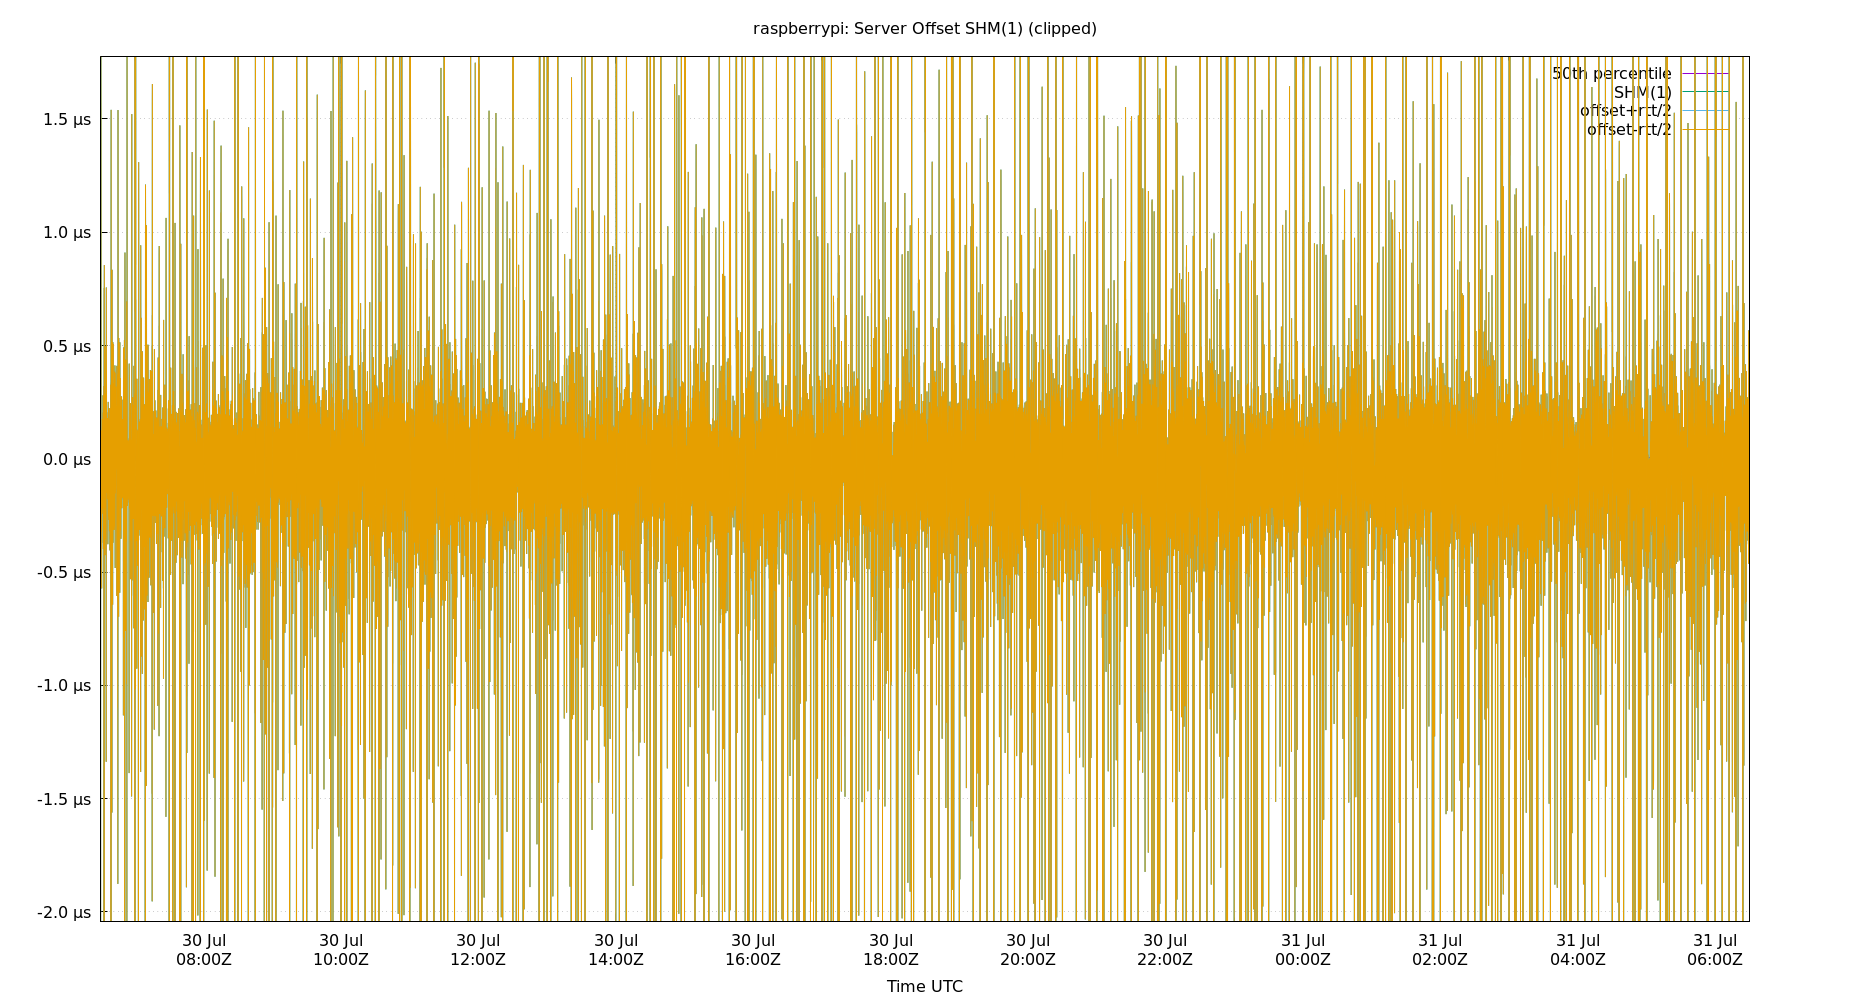 raspberrypi: Server Offset SHM(1) (clipped)
50th percentile
SHM(1)
offset+rtt/2
offset-rtt/2
1.5 µs
1.0 µs
0.5 µs
0.0 µs
-0.5 µs
-1.0 µs
-1.5 µs
-2.0 µs
30 Jul 30 Jul 30 Jul 30 Jul 30 Jul 30 Jul 30 Jul 30 Jul 31 Jul 31 Jul 31 Jul 31 Jul
08:00Z 10:00Z 12:00Z 14:00Z 16:00Z 18:00Z 20:00Z 22:00Z 00:00Z 02:00Z 04:00Z 06:00Z
Time UTC